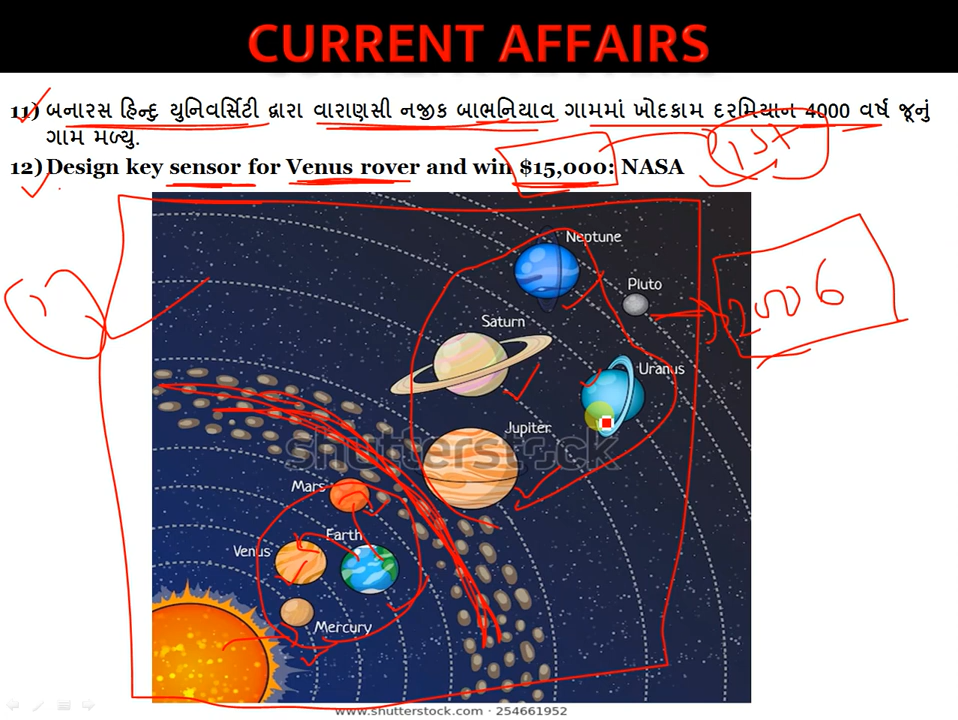 CURRENT AFFAIRS
11) બનારસ હિન્દુ યુનિવર્સિટી દ્વારા વારાણસી નજીક બાભનિયાવ ગામમાં ખોદકામ દરમિયાન 4000 વર્ષ જૂનું
ગામ મળ્યુ.
12) Design key sensor for Venus rover and win $15,000: NASA
Neptune
Pluto
2006
Saturn
Uranus
Jupiter
shutterstock
Mars
Earth
Venus
Mercury
www.shutterstock.com · 254661952